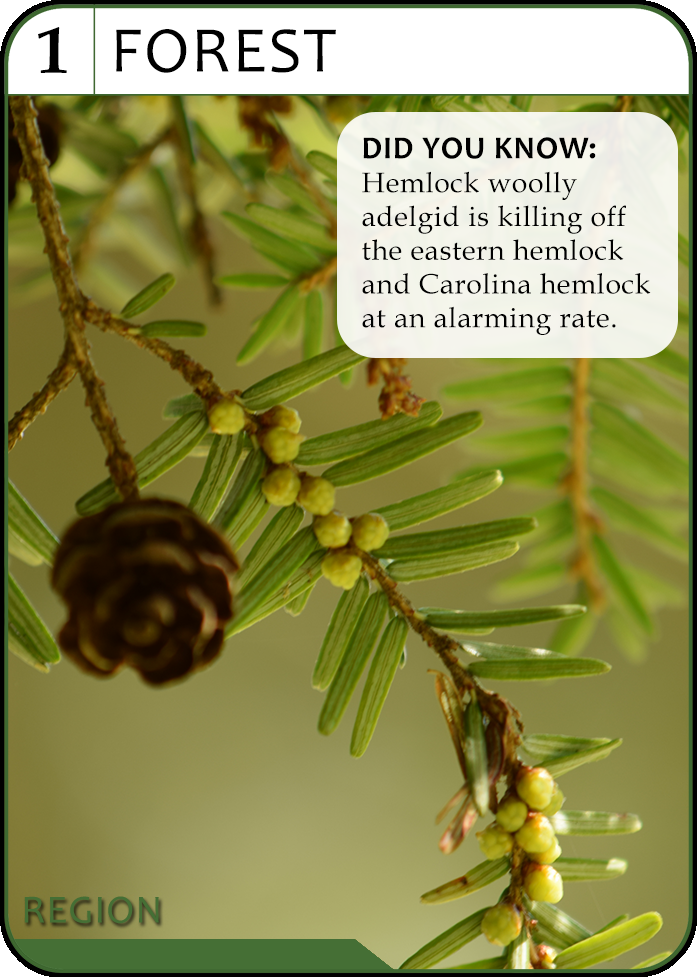 1 FOREST
DID YOU KNOW:
Hemlock woolly
adelgid is killing off
the eastern hemlock
and Carolina hemlock
at an alarming rate.
REGION